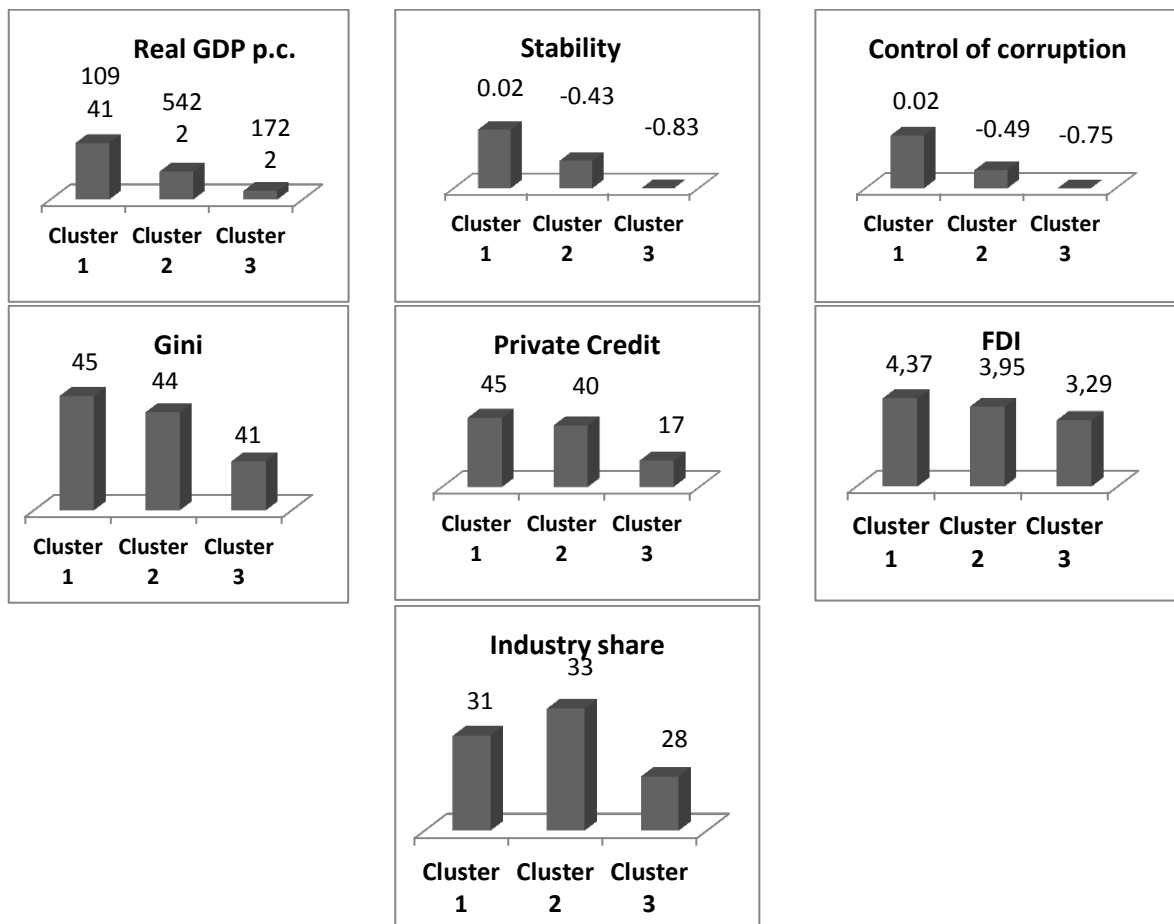 Real GDP p.c.
109
41
542
2
172
2
Cluster
1
Cluster
2
Cluster
3
Stability
0.02
-0.43
-0.83
Cluster
1
Cluster
2
Cluster
3
Control of corruption
0.02
-0.49
-0.75
Cluster
1
Cluster
2
Cluster
3
Gini
45
44
41
Cluster
1
Cluster
2
Cluster
3
Private Credit
45
40
17
Cluster
1
Cluster
2
Cluster
3
FDI
4,37
3,95
3,29
Cluster
1
Cluster
2
Cluster
3
Industry share
31
33
28
Cluster
1
Cluster
2
Cluster
3